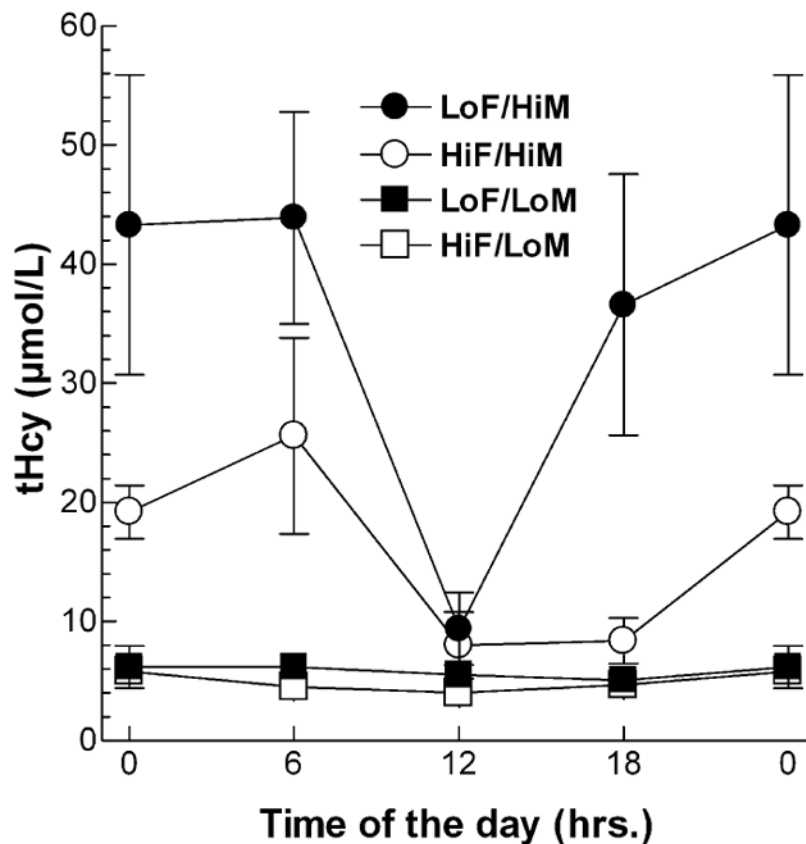 60
50
40
30
20
10
0
tHcy (µmol/L)
LoF/HiM
HiF/HiM
LoF/LoM
HiF/LoM
0 6 12 18 0
Time of the day (hrs.)